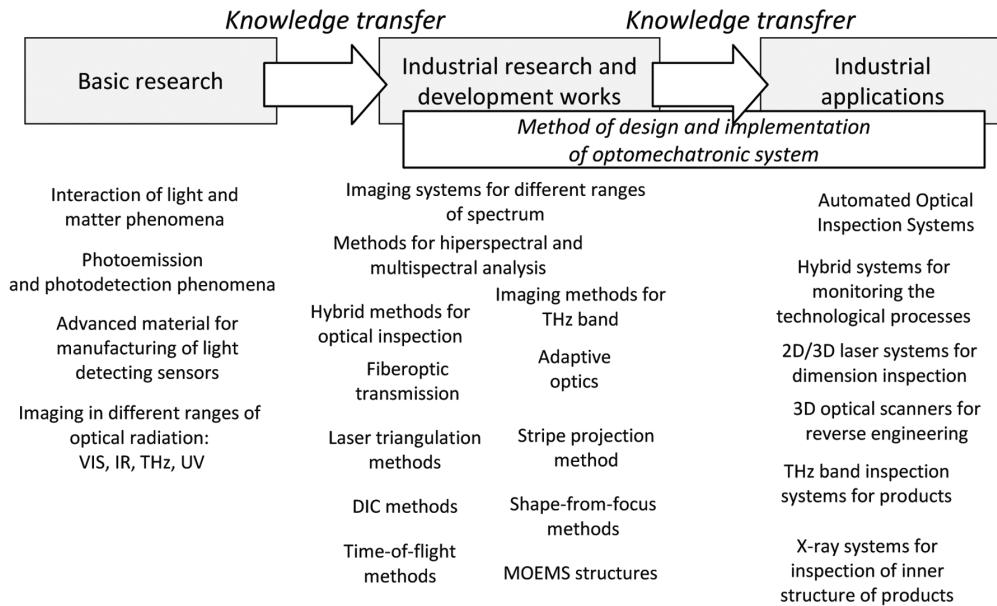 Knowledge transfer
Knowledge transfrer
Basic research
Industrial research and
development works
Industrial
applications
Method of design and implementation
of optomechatronic system
Interaction of light and
matter phenomena
Photoemission
and photodetection phenomena
Advanced material for
manufacturing of light
detecting sensors
Imaging in different ranges of
optical radiation:
VIS, IR, THz, UV
Imaging systems for different ranges
of spectrum
Methods for hiperspectral and
multispectral analysis
Hybrid methods for
optical inspection
Fiberoptic
transmission
Laser triangulation
methods
DIC methods
Time-of-flight
methods
Imaging methods for
THz band
Adaptive
optics
Stripe projection
method
Shape-from-focus
methods
MOEMS structures
Automated Optical
Inspection Systems
Hybrid systems for
monitoring the
technological processes
2D/3D laser systems for
dimension inspection
3D optical scanners for
reverse engineering
THz band inspection
systems for products
X-ray systems for
inspection of inner
structure of products